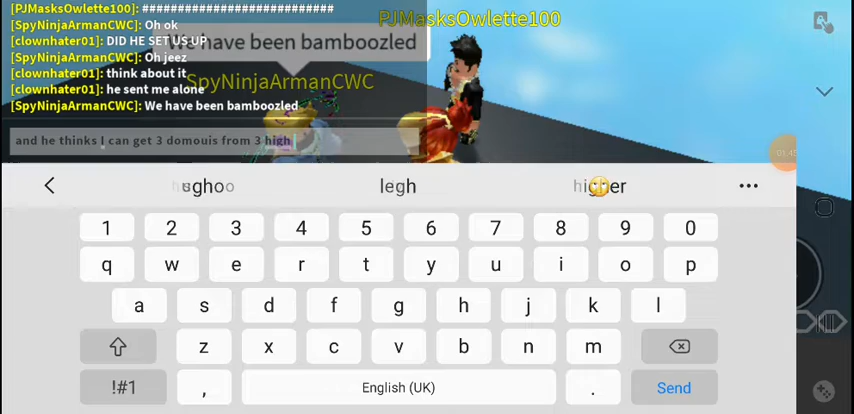 [PJMasksOwlette100]: ###########################
PJMasksOwlette100
[SpyNinjaArmanCWC]: Oh ok
[clownhater01]: DID HE SET US UP
We have been bamboozled
[SpyNinjaArmanCWC]: Oh jeez
[clownhater01]: think about it
SpyNinjaArmanCWC
[clownhater01]: he sent me alone
[SpyNinjaArmanCWC]: We have been bamboozled
and he thinks I can get 3 domouis from 3 high
01:45
legh
1 2 3 4 5 6 7 8 9 0
q w e r t y u i o p
a s d f g h j k l
z x c v b n m
!#1 , English (UK) . Send